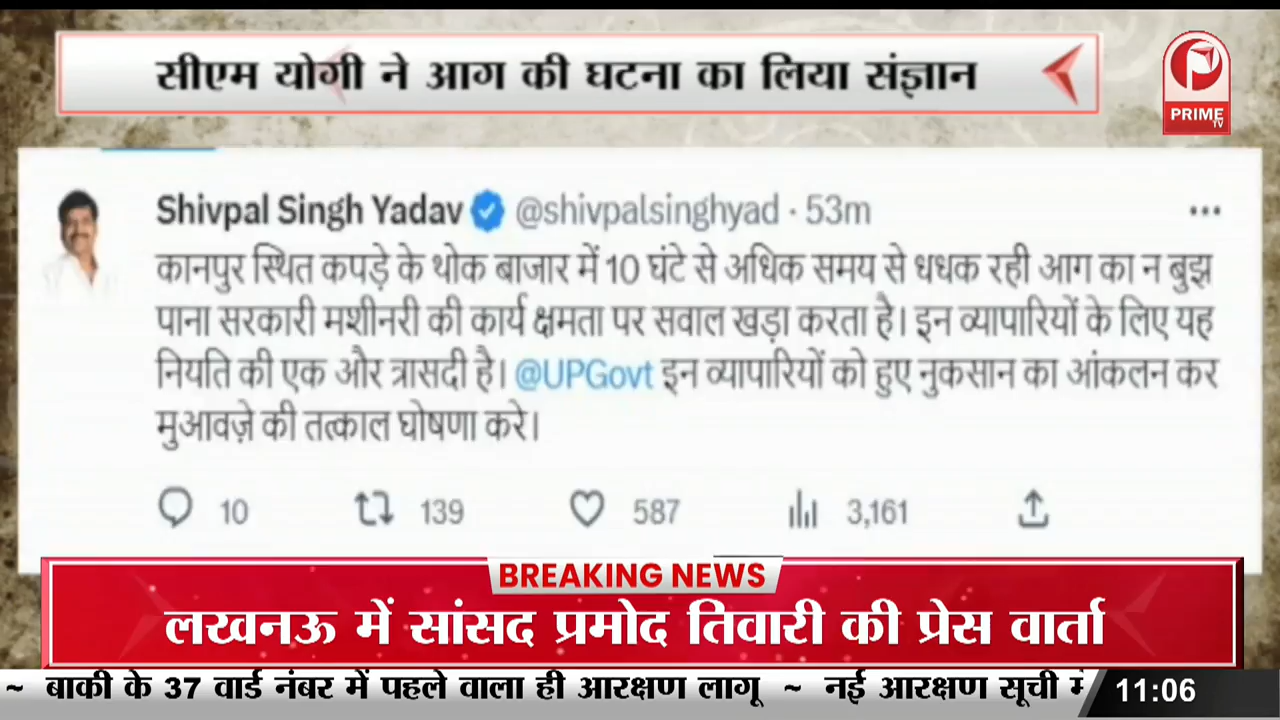 सीएम योगी ने आग की घटना का लिया संज्ञान
PRIME
TV
Shivpal Singh Yadav @shivpalsinghyad · 53m
कानपुर स्थित कपड़े के थोक बाजार में 10 घंटे से अधिक समय से धधक रही आग का न बुझ
पाना सरकारी मशीनरी की कार्य क्षमता पर सवाल खड़ा करता है। इन व्यापारियों के लिए यह
नियति की एक और त्रासदी है। @UPGovt इन व्यापारियों को हुए नुकसान का आंकलन कर
मुआवज़े की तत्काल घोषणा करे।
10 139 587 3,161
BREAKING NEWS
लखनऊ में सांसद प्रमोद तिवारी की प्रेस वार्ता
~ बाकी के 37 वार्ड नंबर में पहले वाला ही आरक्षण लागू ~ नई आरक्षण सूची में
11:06